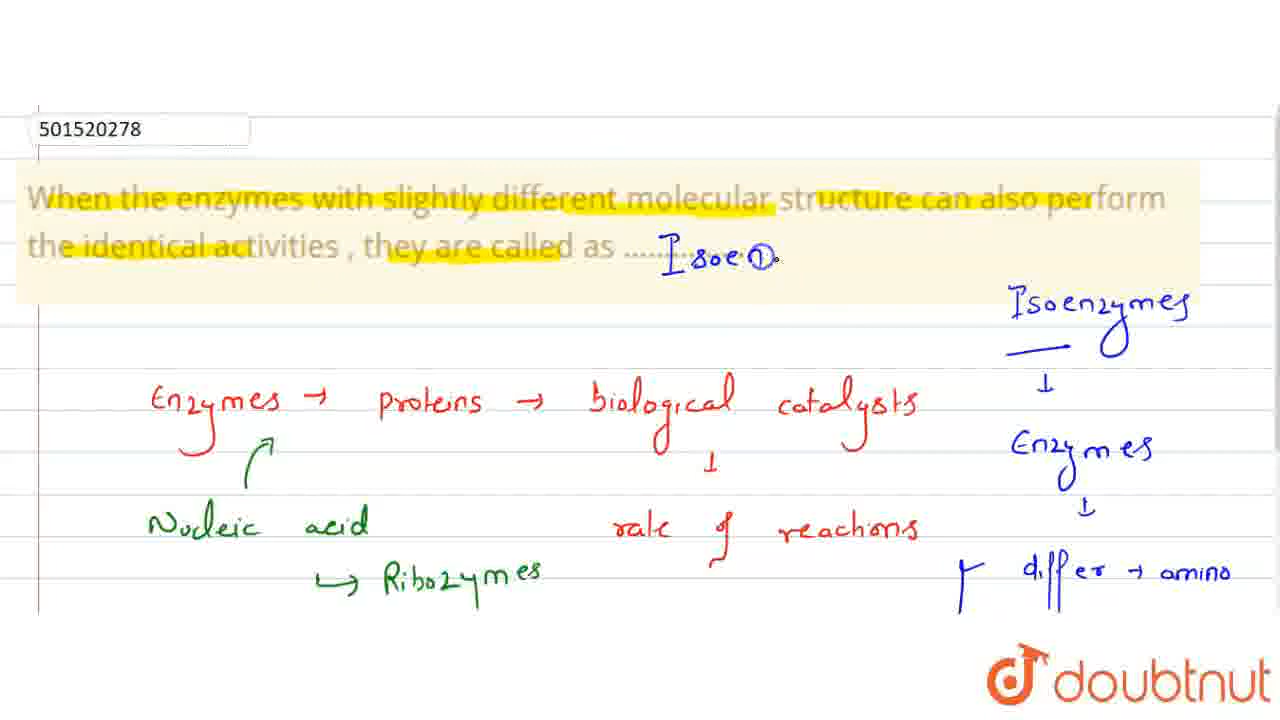 501520278
When the enzymes with slightly different molecular structure can also perform
the identical activities , they are called as ................
Isoen
Isoenzymes
↓
Enzymes → proteins → biological catalysts
↓
Enzymes
↓
Nucleic acid
rate of reactions
↳ Ribozymes
differ → amino
doubtnut